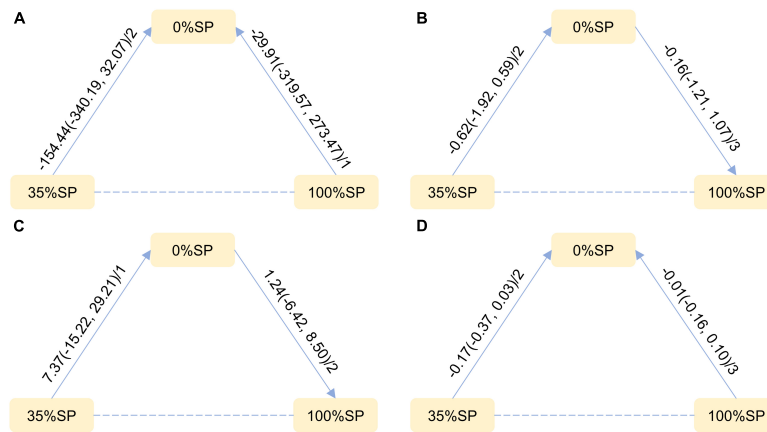 A
0%SP
-154.44(-340.19, 32.07)/2
-29.91(-319.57, 273.47)/1
35%SP
100%SP
B
0%SP
-0.62(-1.92, 0.59)/2
-0.16(-1.21, 1.07)/3
35%SP
100%SP
C
0%SP
7.37(-15.22, 29.21)/1
1.24(-6.42, 8.50)/2
35%SP
100%SP
D
0%SP
-0.17(-0.37, 0.03)/2
-0.01(-0.16, 0.10)/3
35%SP
100%SP